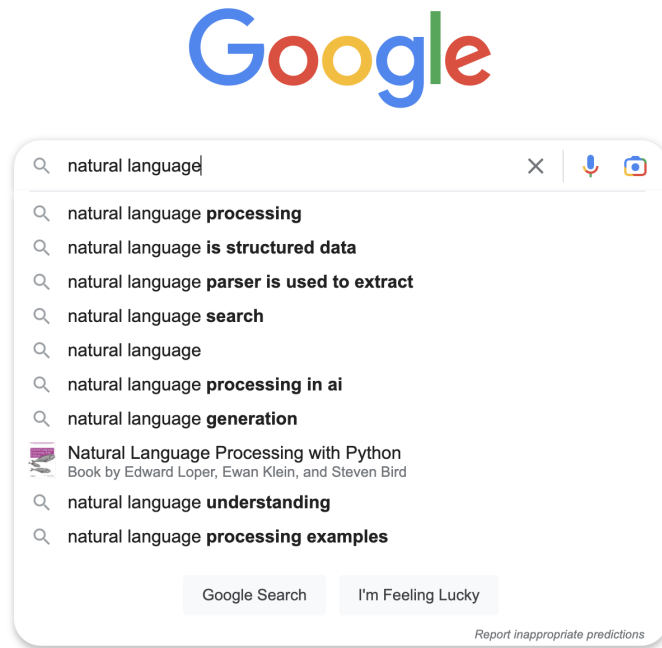 Google
natural language
natural language processing
natural language is structured data
natural language parser is used to extract
natural language search
natural language
natural language processing in ai
natural language generation
Natural Language Processing with Python
Book by Edward Loper, Ewan Klein, and Steven Bird
natural language understanding
natural language processing examples
Google Search
I'm Feeling Lucky
Report inappropriate predictions